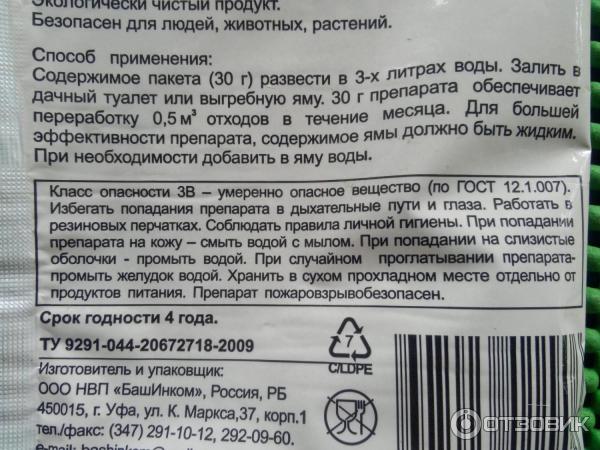 Экологически чистый продукт.
Безопасен для людей, животных, растений.
Способ применения:
Содержимое пакета (30 г) развести в 3-х литрах воды. Залить в
дачный туалет или выгребную яму. 30 г препарата обеспечивает
переработку 0,5 м³ отходов в течение месяца. Для большей
эффективности препарата, содержимое ямы должно быть жидким.
При необходимости добавить в яму воды.
Класс опасности 3В – умеренно опасное вещество (по ГОСТ 12.1.007).
Избегать попадания препарата в дыхательные пути и глаза. Работать в
резиновых перчатках. Соблюдать правила личной гигиены. При попадании
препарата на кожу – смыть водой с мылом. При попадании на слизистые
оболочки - промыть водой. При случайном проглатывании препарата-
промыть желудок водой. Хранить в сухом прохладном месте отдельно от
продуктов питания. Препарат пожаровзрывобезопасен.
Срок годности 4 года.
ТУ 9291-044-20672718-2009
Изготовитель и упаковщик:
ООО НВП «БашИнком», Россия, РБ
450015, г. Уфа, ул. К. Маркса,37, корп.1
тел./факс: (347) 291-10-12, 292-09-60.
7
C/LDPE
ОТЗОВИК